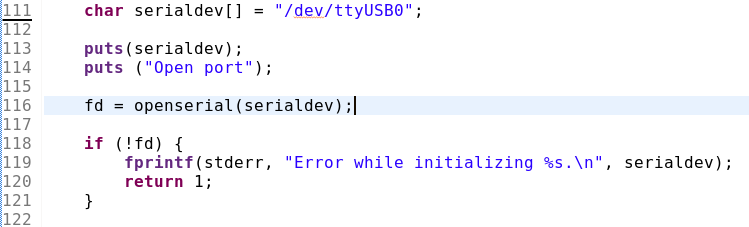 111 char serialdev[] = "/dev/ttyUSB0";
112
113 puts(serialdev);
114 puts ("Open port");
115
116 fd = openserial(serialdev);
117
118 if (!fd) {
119 fprintf(stderr, "Error while initializing %s.\n", serialdev);
120 return 1;
121 }
122